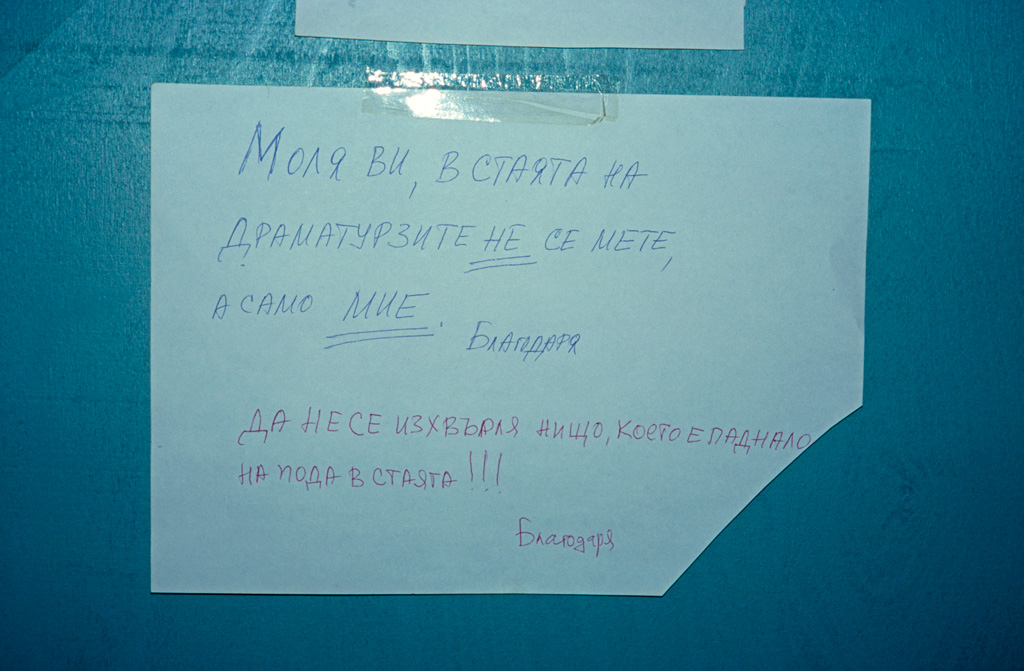 Моля ви, в стаята на
драматурзите не се мете,
а само мие.
Благодаря
Да не се изхвърля нищо, което е паднало
на пода в стаята!!!
Благодаря